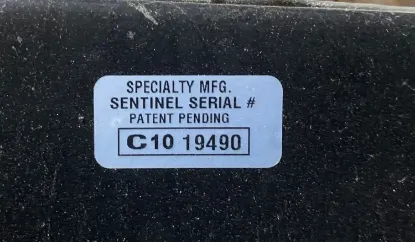 SPECIALTY MFG.
SENTINEL SERIAL #
PATENT PENDING
C10 19490